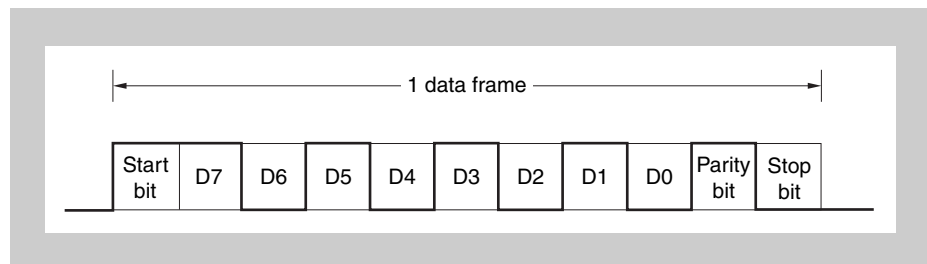 1 data frame
Start bit D7 D6 D5 D4 D3 D2 D1 D0 Parity bit Stop bit